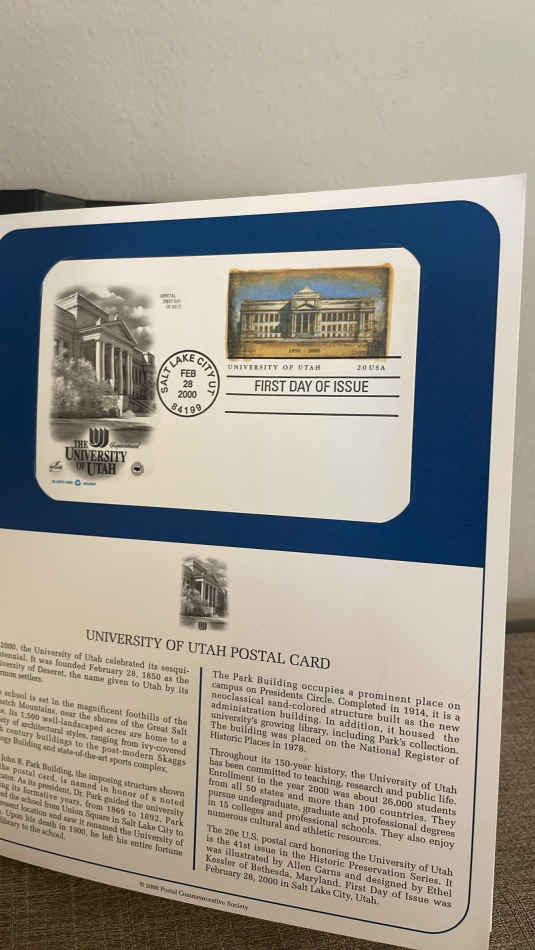 OFFICIAL
FIRST DAY
OF ISSUE
1850 2000
UNIVERSITY OF UTAH 20USA
SALT LAKE CITY UT
FEB
28
2000
84199
FIRST DAY OF ISSUE
THE
UNIVERSITY
OF UTAH
UNIVERSITY OF UTAH POSTAL CARD
2000, the University of Utah celebrated its sesqui-
tennial. It was founded February 28, 1850 as the
iversity of Deseret, the name given to Utah by its
rmon settlers.
school is set in the magnificent foothills of the
atch Mountains, near the shores of the Great Salt
e. Its 1,500 well-landscaped acres are home to a
ety of architectural styles, ranging from ivy-covered
century buildings to the post-modern Skaggs
ogy Building and state-of-the-art sports complex.
John R. Park Building, the imposing structure shown
the postal card, is named in honor of a noted
cator. As its president, Dr. Park guided the university
ing its formative years, from 1869 to 1892. Park
ed the school from Union Square in Salt Lake City to
resent location and saw it renamed the University of
. Upon his death in 1900, he left his entire fortune
library to the school.
The Park Building occupies a prominent place on
campus on Presidents Circle. Completed in 1914, it is a
neoclassical sand-colored structure built as the new
administration building. In addition, it housed the
university's growing library, including Park's collection.
The building was placed on the National Register of
Historic Places in 1978.
Throughout its 150-year history, the University of Utah
has been committed to teaching, research and public life.
Enrollment in the year 2000 was about 26,000 students
from all 50 states and more than 100 countries. They
pursue undergraduate, graduate and professional degrees
in 15 colleges and professional schools. They also enjoy
numerous cultural and athletic resources.
The 20¢ U.S. postal card honoring the University of Utah
is the 41st issue in the Historic Preservation Series. It
was illustrated by Allen Garns and designed by Ethel
Kessler of Bethesda, Maryland. First Day of Issue was
February 28, 2000 in Salt Lake City, Utah.
© 2000 Postal Commemorative Society